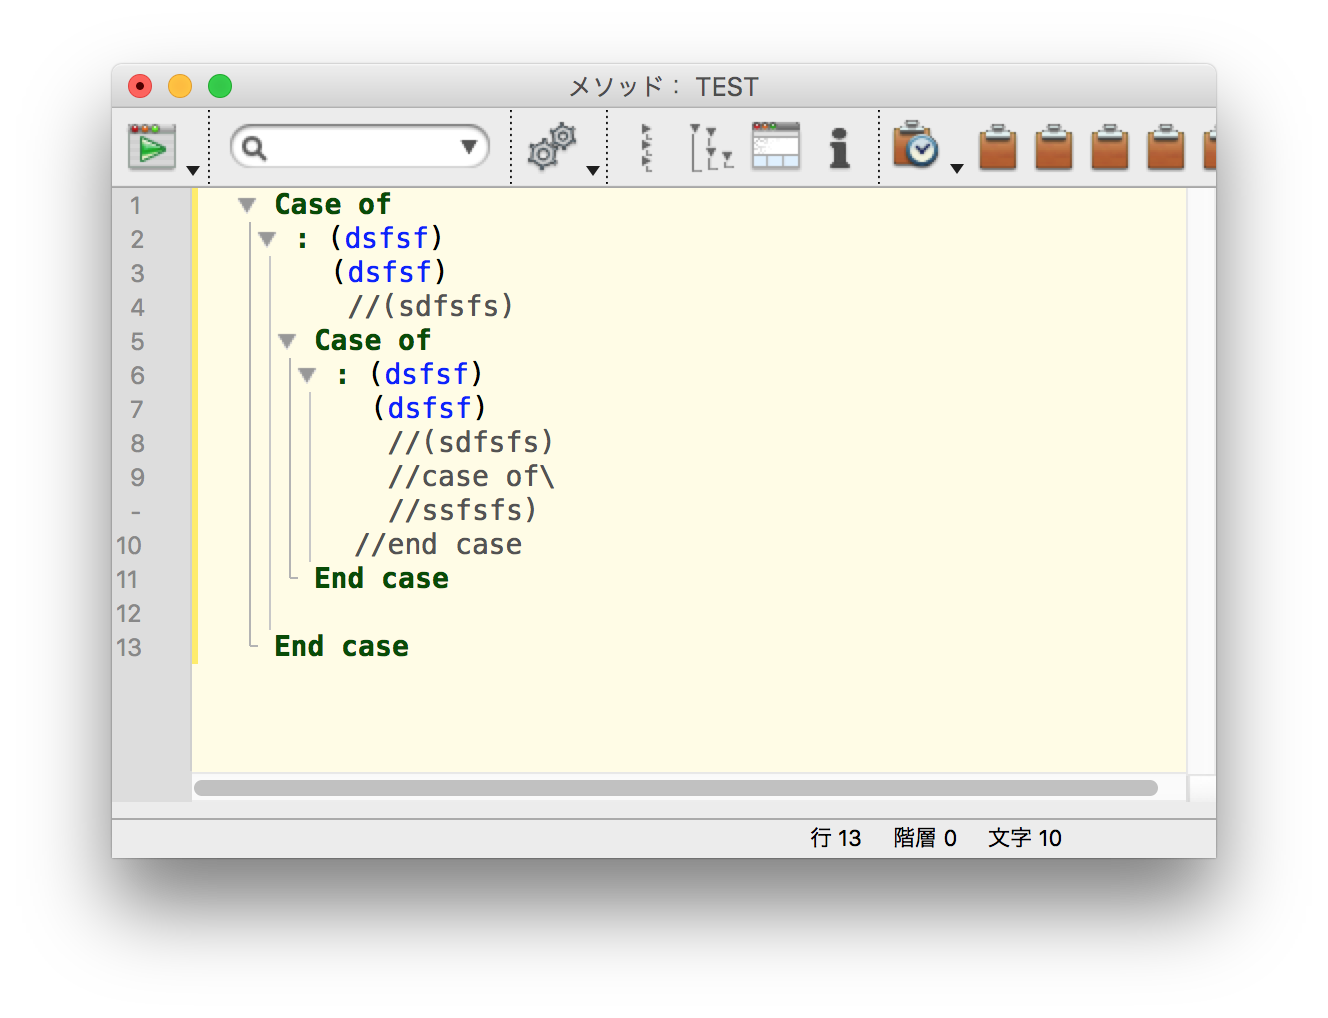 メソッド： TEST
1 Case of
2 : (dsfsf)
3 (dsfsf)
4 //(sdfsfs)
5 Case of
6 : (dsfsf)
7 (dsfsf)
8 //(sdfsfs)
9 //case of\
- //ssfsfs)
10 //end case
11 End case
12
13 End case
行 13 階層 0 文字 10